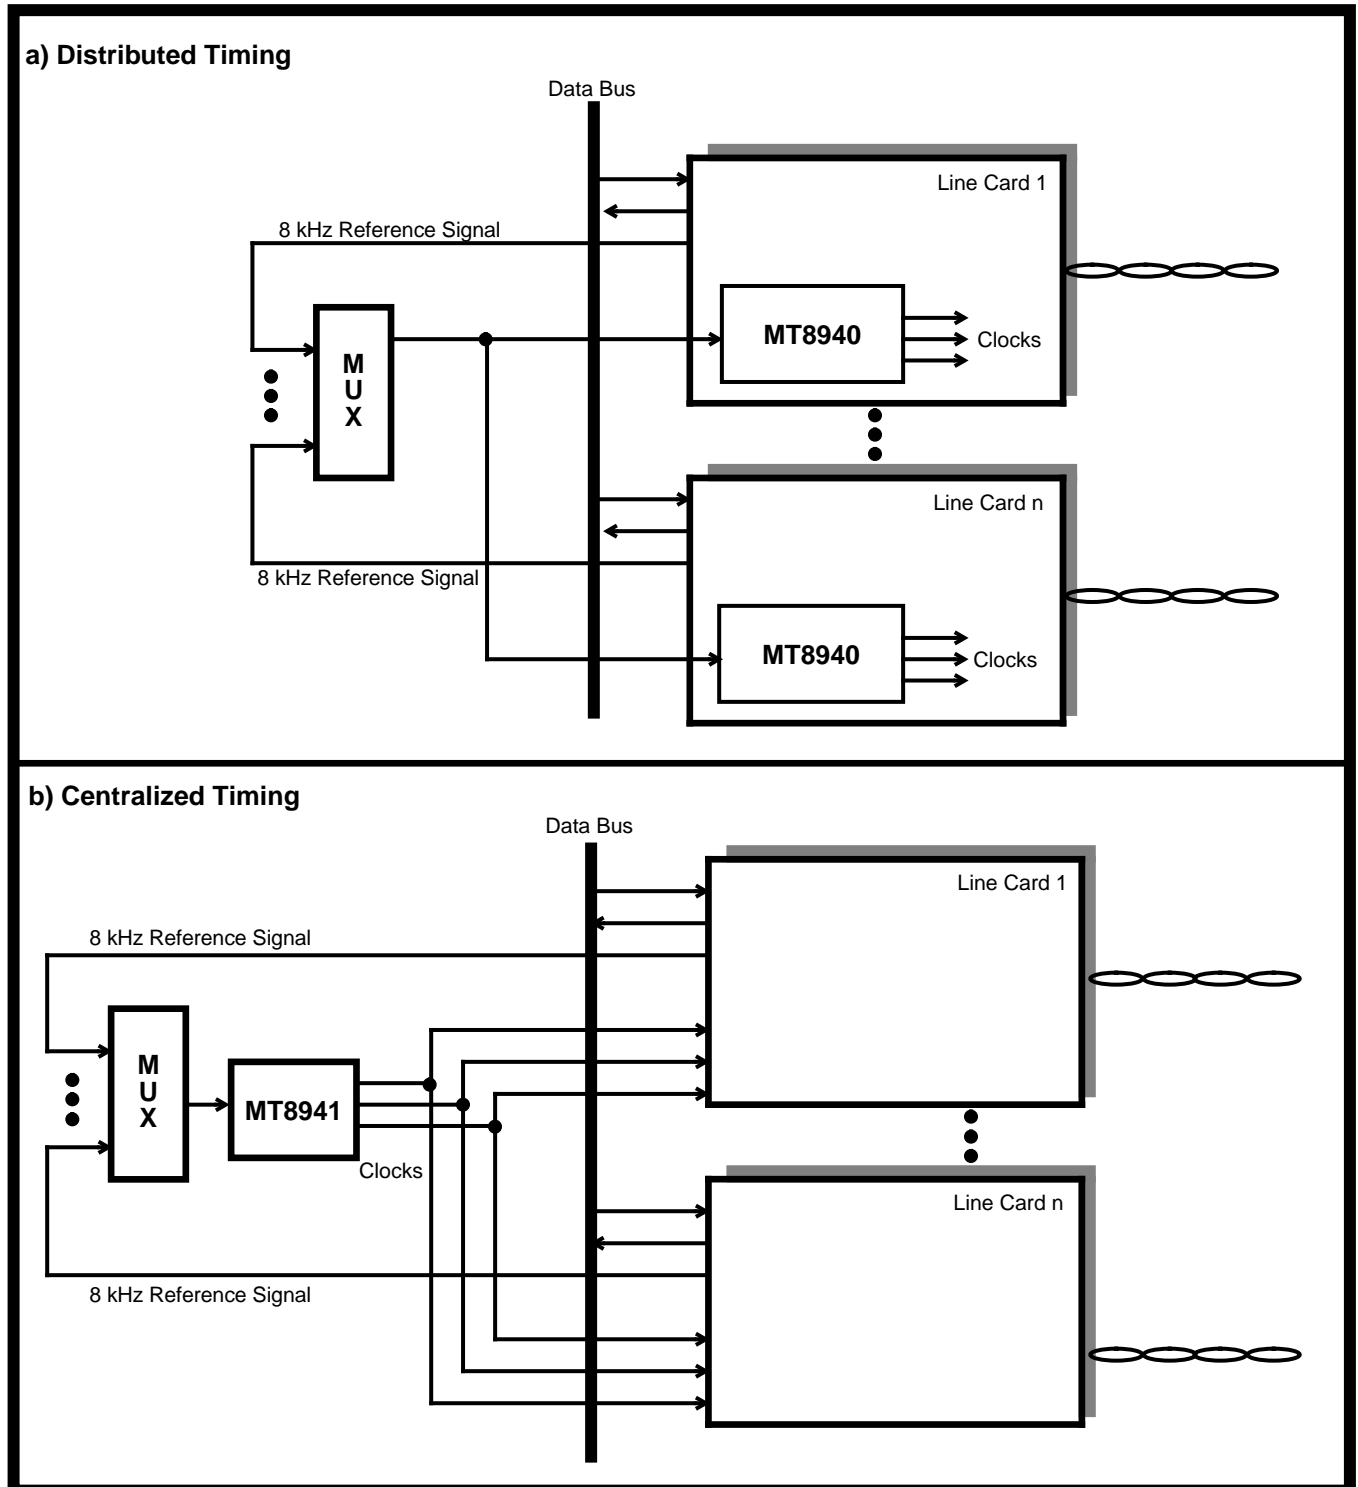 a) Distributed Timing
Data Bus
Line Card 1
8 kHz Reference Signal
MUX
MT8940
Clocks
Line Card n
8 kHz Reference Signal
MT8940
Clocks
b) Centralized Timing
Data Bus
Line Card 1
8 kHz Reference Signal
MUX
MT8941
Clocks
Line Card n
8 kHz Reference Signal